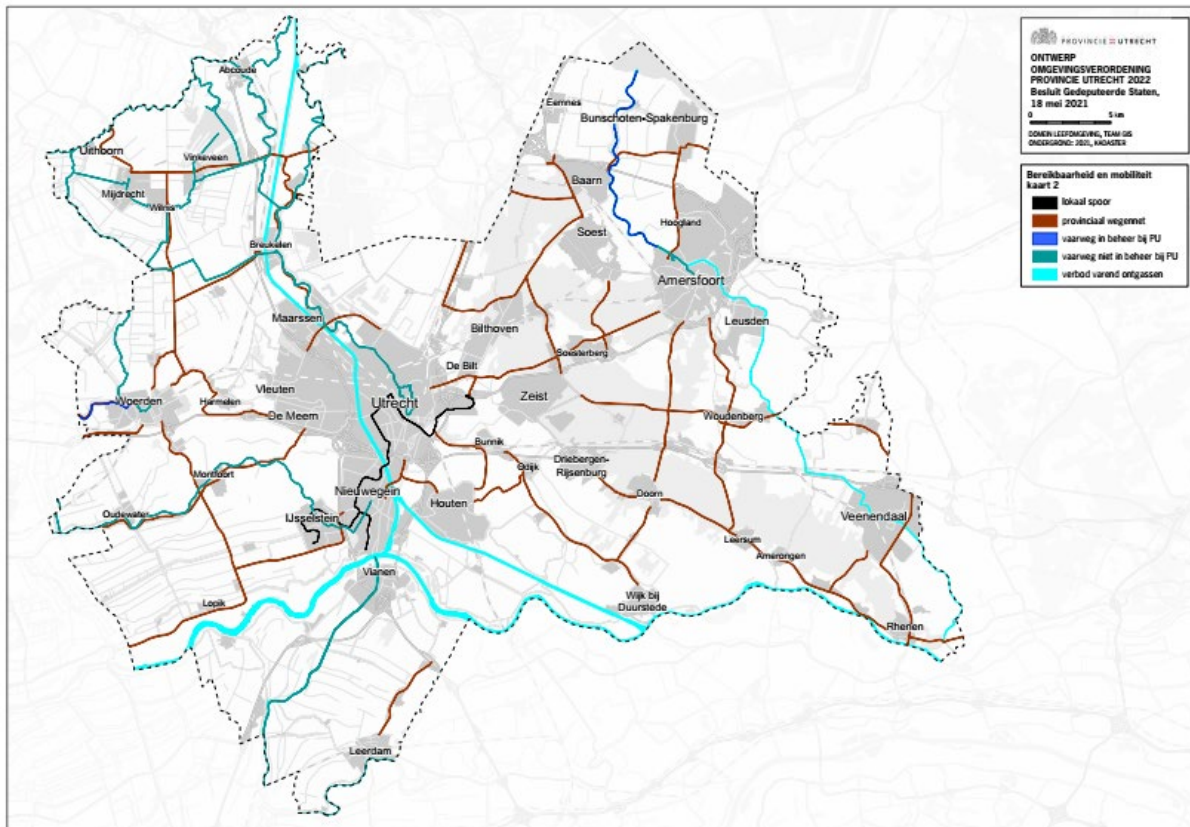 PROVINCIE UTRECHT
ONTWERP
OMGEVINGSVERORDENING
PROVINCIE UTRECHT 2022
Besluit Gedeputeerde Staten,
18 mei 2021
0 5 km
DOMEIN LEEFOMGEVING, TEAM GIS
ONDERGROND: 2021, KADASTER
Bereikbaarheid en mobiliteit
kaart 2
lokaal spoor
provinciaal wegennet
vaarweg in beheer bij PU
vaarweg niet in beheer bij PU
verbod varend ontgassen
Abcoude
Eemnes
Bunschoten-Spakenburg
Uithoorn
Vinkeveen
Baarn
Mijdrecht
Wilnis
Hoogland
Soest
Breukelen
Amersfoort
Maarssen
Leusden
Bilthoven
Soesterberg
De Bilt
Vleuten
Zeist
Woerden
Harmelen
Utrecht
De Meern
Woudenberg
Bunnik
Driebergen-
Rijsenburg
Odijk
Montfoort
Nieuwegein
Doorn
Houten
Oudewater
IJsselstein
Veenendaal
Leersum
Amerongen
Vianen
Lopik
Wijk bij
Duurstede
Rhenen
Leerdam